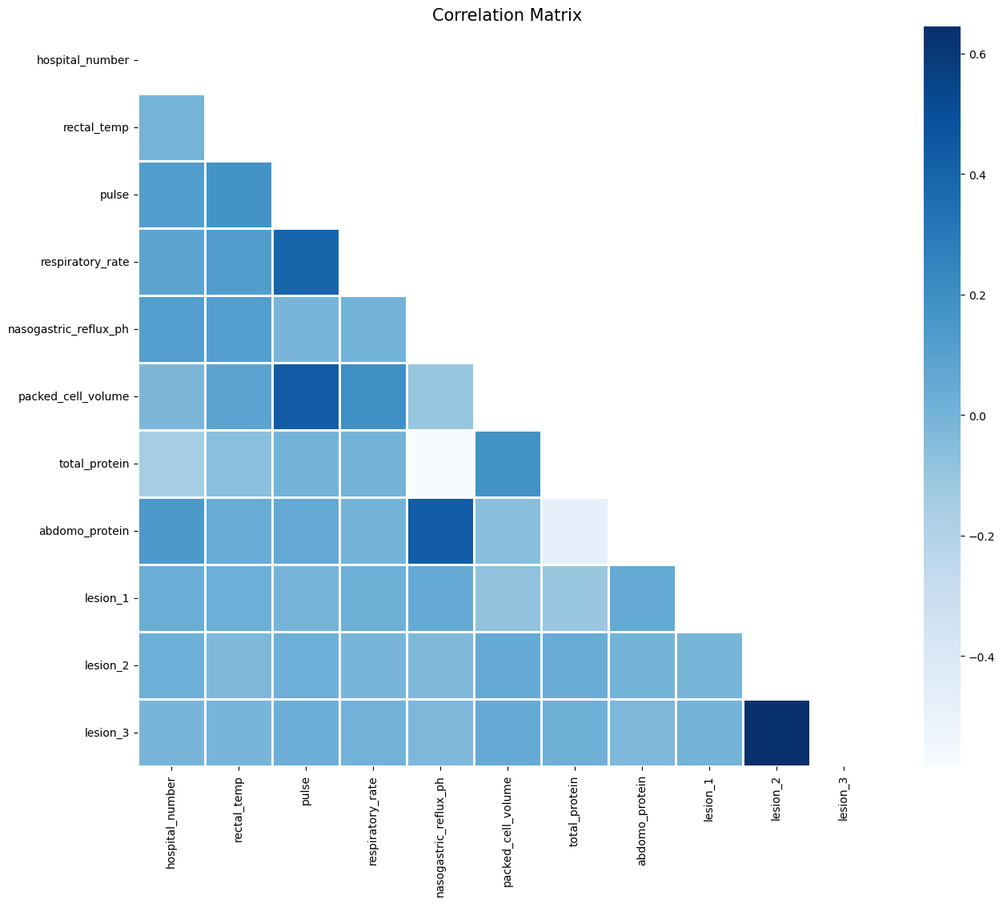 Correlation Matrix
hospital_number
rectal_temp
pulse
respiratory_rate
nasogastric_reflux_ph
packed_cell_volume
total_protein
abdomo_protein
lesion_1
lesion_2
lesion_3
hospital_number
rectal_temp
pulse
respiratory_rate
nasogastric_reflux_ph
packed_cell_volume
total_protein
abdomo_protein
lesion_1
lesion_2
lesion_3
0.6
0.4
0.2
0.0
−0.2
−0.4